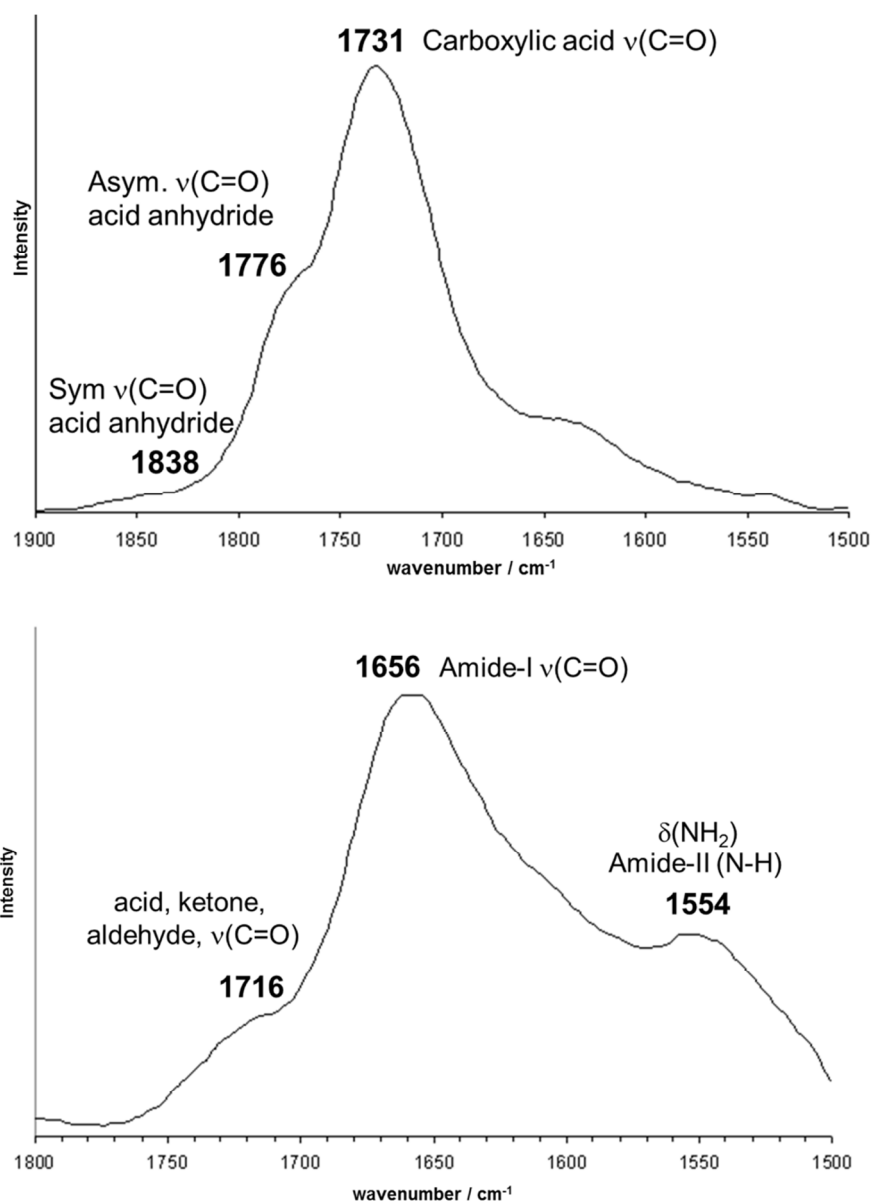 1731 Carboxylic acid ν(C=O)
Asym. ν(C=O)
acid anhydride
1776
Sym ν(C=O)
acid anhydride
1838
Intensity
1900 1850 1800 1750 1700 1650 1600 1550 1500
wavenumber / cm⁻¹
1656 Amide-I ν(C=O)
δ(NH₂)
Amide-II (N-H)
1554
acid, ketone,
aldehyde, ν(C=O)
1716
Intensity
1800 1750 1700 1650 1600 1550 1500
wavenumber / cm⁻¹